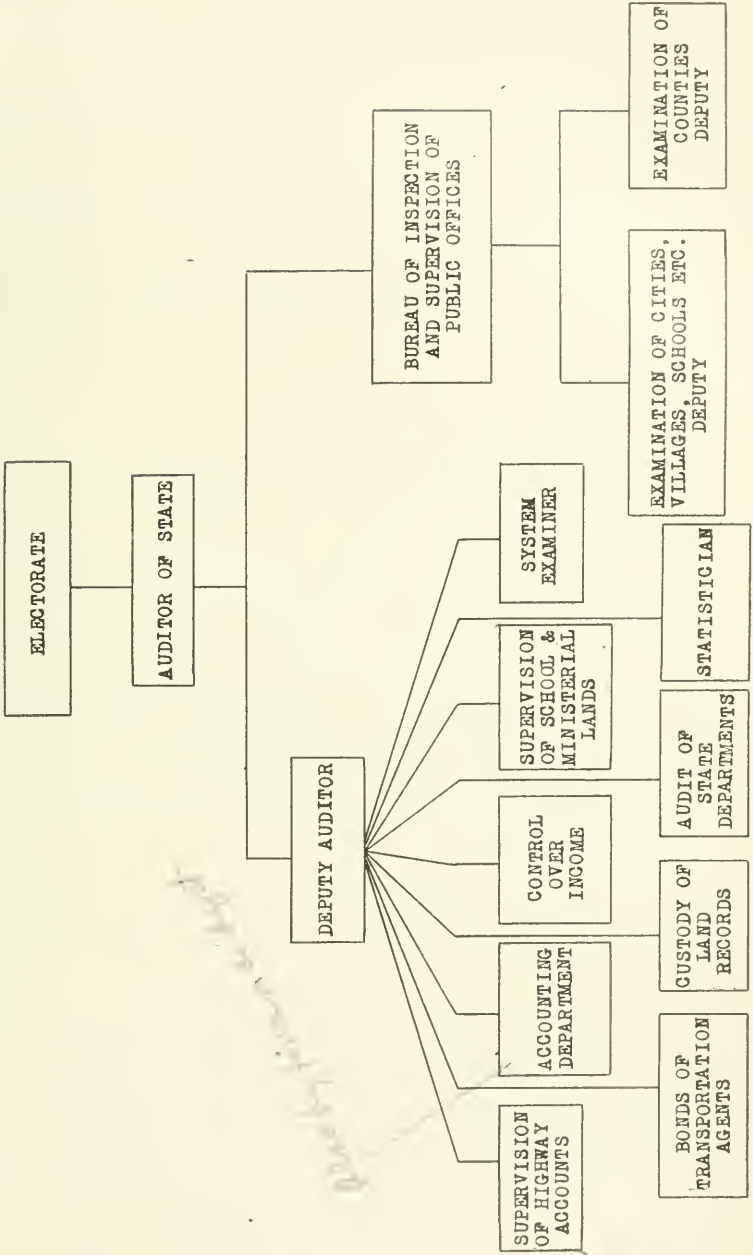 ELECTORATE
AUDITOR OF STATE
DEPUTY AUDITOR
BUREAU OF INSPECTION
AND SUPERVISION OF
PUBLIC OFFICES
SUPERVISION
OF HIGHWAY
ACCOUNTS
ACCOUNTING
DEPARTMENT
CONTROL
OVER
INCOME
SUPERVISION
OF SCHOOL &
MINISTERIAL
LANDS
SYSTEM
EXAMINER
BONDS OF
TRANSPORTATION
AGENTS
CUSTODY OF
LAND
RECORDS
AUDIT OF
STATE
DEPARTMENTS
STATISTICIAN
EXAMINATION OF CITIES,
VILLAGES, SCHOOLS ETC.
DEPUTY
EXAMINATION OF
COUNTIES
DEPUTY